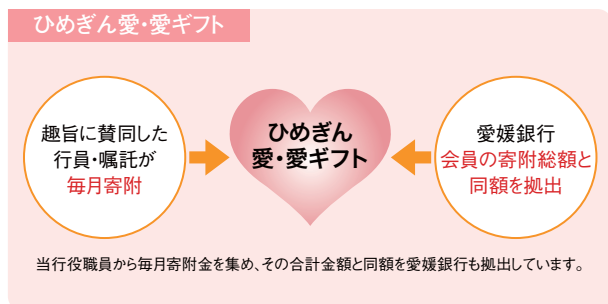 ひめぎん愛・愛ギフト
趣旨に賛同した
行員・嘱託が
毎月寄附
ひめぎん
愛・愛ギフト
愛媛銀行
会員の寄附総額と
同額を拠出
当行役職員から毎月寄附金を集め、その合計金額と同額を愛媛銀行も拠出しています。